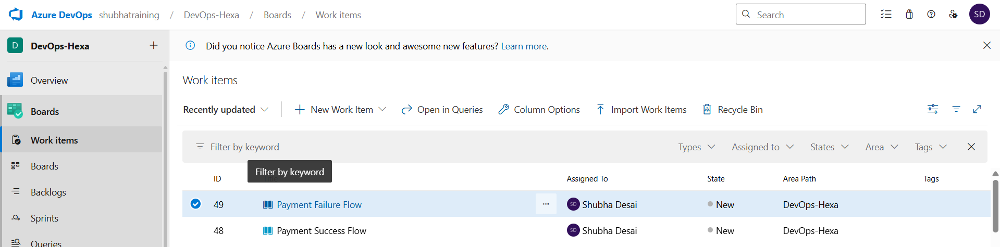 Azure DevOps shubhatraining / DevOps-Hexa / Boards / Work items Search SD
D DevOps-Hexa +
Did you notice Azure Boards has a new look and awesome new features? Learn more.
Overview
Boards
Work items
Boards
Backlogs
Sprints
Queries
Work items
Recently updated New Work Item Open in Queries Column Options Import Work Items Recycle Bin
Filter by keyword Types Assigned to States Area Tags
Filter by keyword
ID Title Assigned To State Area Path Tags
49 Payment Failure Flow ... SD Shubha Desai New DevOps-Hexa
48 Payment Success Flow SD Shubha Desai New DevOps-Hexa